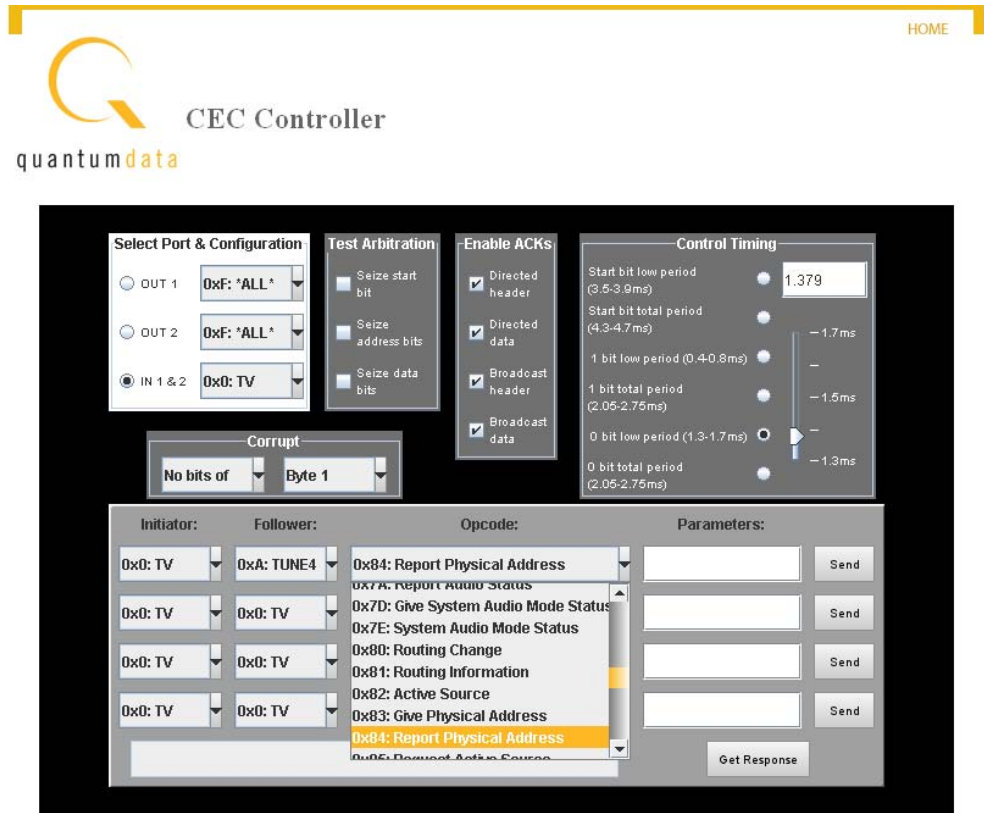 HOME
CEC Controller
quantumdata
Select Port & Configuration
OUT 1
0xF: *ALL*
OUT 2
0xF: *ALL*
IN 1 & 2
0x0: TV
Test Arbitration
Seize start
bit
Seize
address bits
Seize data
bits
Enable ACKs
Directed
header
Directed
data
Broadcast
header
Broadcast
data
Control Timing
Start bit low period
(3.5-3.9ms)
1.379
Start bit total period
(4.3-4.7ms)
1 bit low period (0.4-0.8ms)
1 bit total period
(2.05-2.75ms)
0 bit low period (1.3-1.7ms)
0 bit total period
(2.05-2.75ms)
1.7ms
1.5ms
1.3ms
Corrupt
No bits of
Byte 1
Initiator: Follower: Opcode: Parameters:
0x0: TV 0xA: TUNE4 0x84: Report Physical Address Send
0x7A: Report Audio Status
0x7D: Give System Audio Mode Status
0x7E: System Audio Mode Status
0x80: Routing Change
0x81: Routing Information
0x82: Active Source
0x83: Give Physical Address
0x84: Report Physical Address
0x85: Request Active Source
0x0: TV 0x0: TV Send
0x0: TV 0x0: TV Send
0x0: TV 0x0: TV Send
Get Response